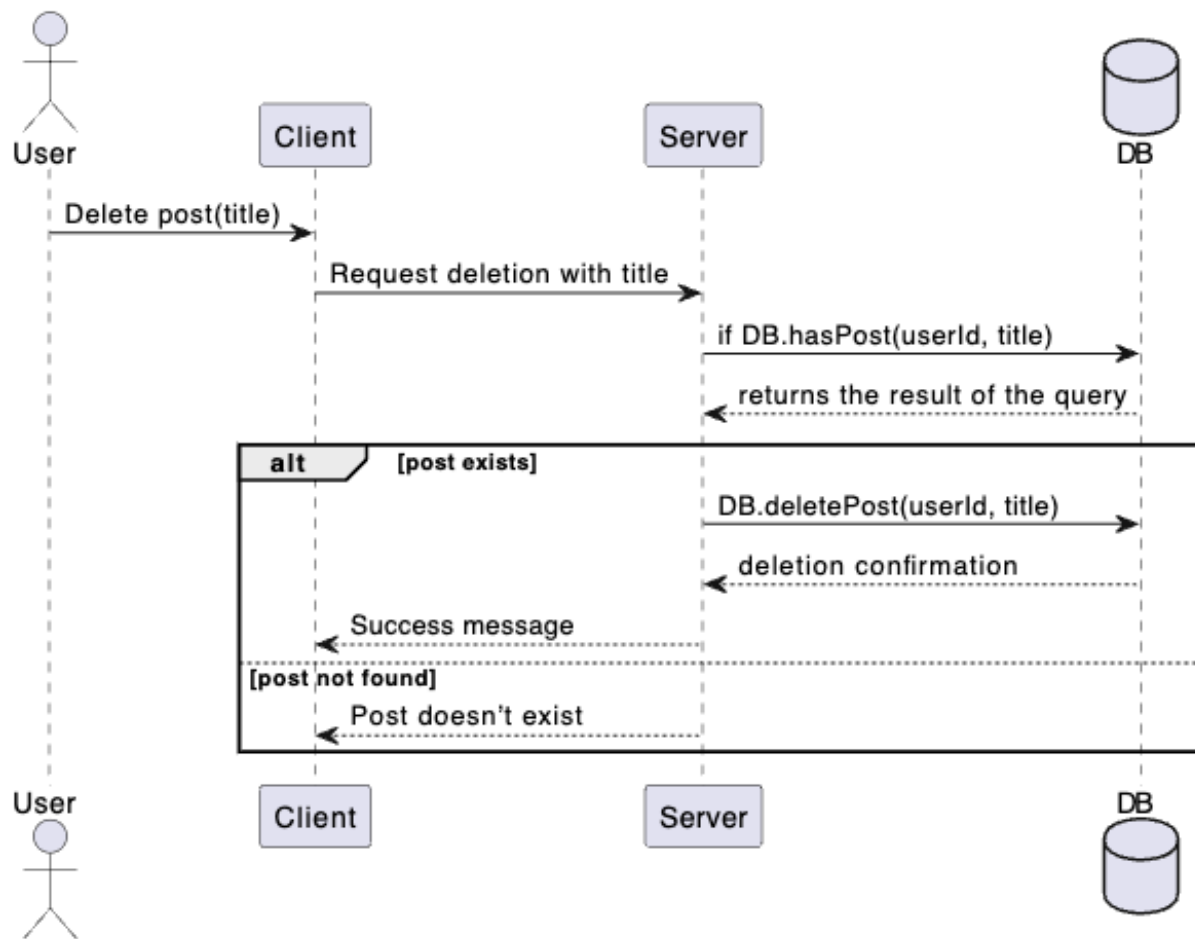 User
Client
Server
DB
Delete post(title)
Request deletion with title
if DB.hasPost(userId, title)
returns the result of the query
alt
[post exists]
DB.deletePost(userId, title)
deletion confirmation
Success message
[post not found]
Post doesn't exist
User
Client
Server
DB